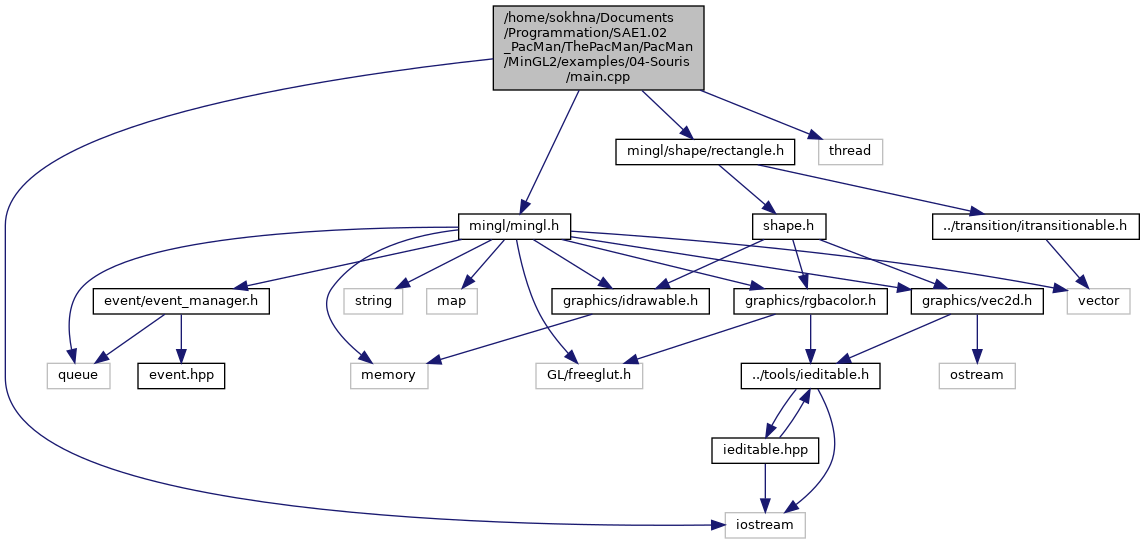 /home/sokhna/Documents
/Programmation/SAE1.02
_PacMan/ThePacMan/PacMan
/MinGL2/examples/04-Souris
/main.cpp
mingl/shape/rectangle.h
thread
mingl/mingl.h
shape.h
../transition/itransitionable.h
event/event_manager.h
string
map
graphics/idrawable.h
graphics/rgbacolor.h
graphics/vec2d.h
vector
queue
event.hpp
memory
GL/freeglut.h
../tools/ieditable.h
ostream
ieditable.hpp
iostream